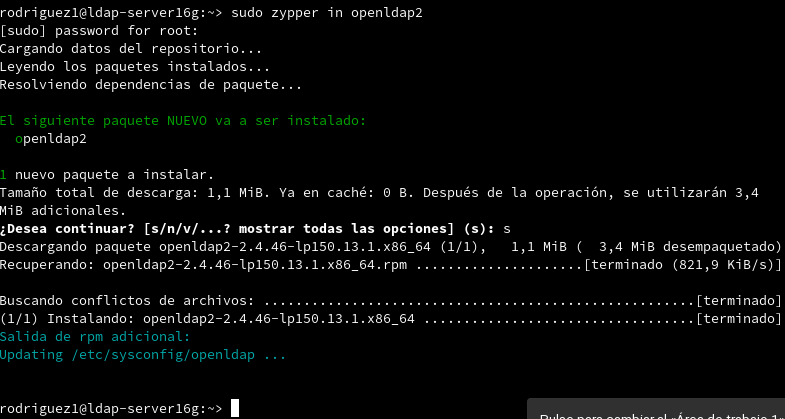 rodriguez1@ldap-server16g:~> sudo zypper in openldap2
[sudo] password for root:
Cargando datos del repositorio...
Leyendo los paquetes instalados...
Resolviendo dependencias de paquete...
El siguiente paquete NUEVO va a ser instalado:
openldap2
1 nuevo paquete a instalar.
Tamaño total de descarga: 1,1 MiB. Ya en caché: 0 B. Después de la operación, se utilizarán 3,4
MiB adicionales.
¿Desea continuar? [s/n/v/...? mostrar todas las opciones] (s): s
Descargando paquete openldap2-2.4.46-lp150.13.1.x86_64 (1/1),   1,1 MiB (  3,4 MiB desempaquetado)
Recuperando: openldap2-2.4.46-lp150.13.1.x86_64.rpm .....................[terminado (821,9 KiB/s)]
Buscando conflictos de archivos: ......................................................[terminado]
(1/1) Instalando: openldap2-2.4.46-lp150.13.1.x86_64 ..................................[terminado]
Salida de rpm adicional:
Updating /etc/sysconfig/openldap ...
rodriguez1@ldap-server16g:~>
para cambiar el «Área de trabajo 1»